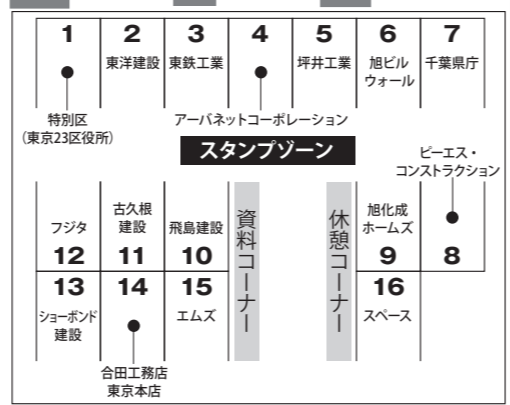 1
2
3
4
5
6
7
東洋建設
東鉄工業
坪井工業
旭ビル
ウォール
千葉県庁
特別区
(東京23区役所)
アーバネットコーポレーション
スタンプゾーン
ピーエス・
コンストラクション
フジタ
古久根
建設
飛島建設
資料コーナー
休憩コーナー
旭化成
ホームズ
12
11
10
9
8
13
14
15
16
ショーボンド
建設
エムズ
スペース
合田工務店
東京本店